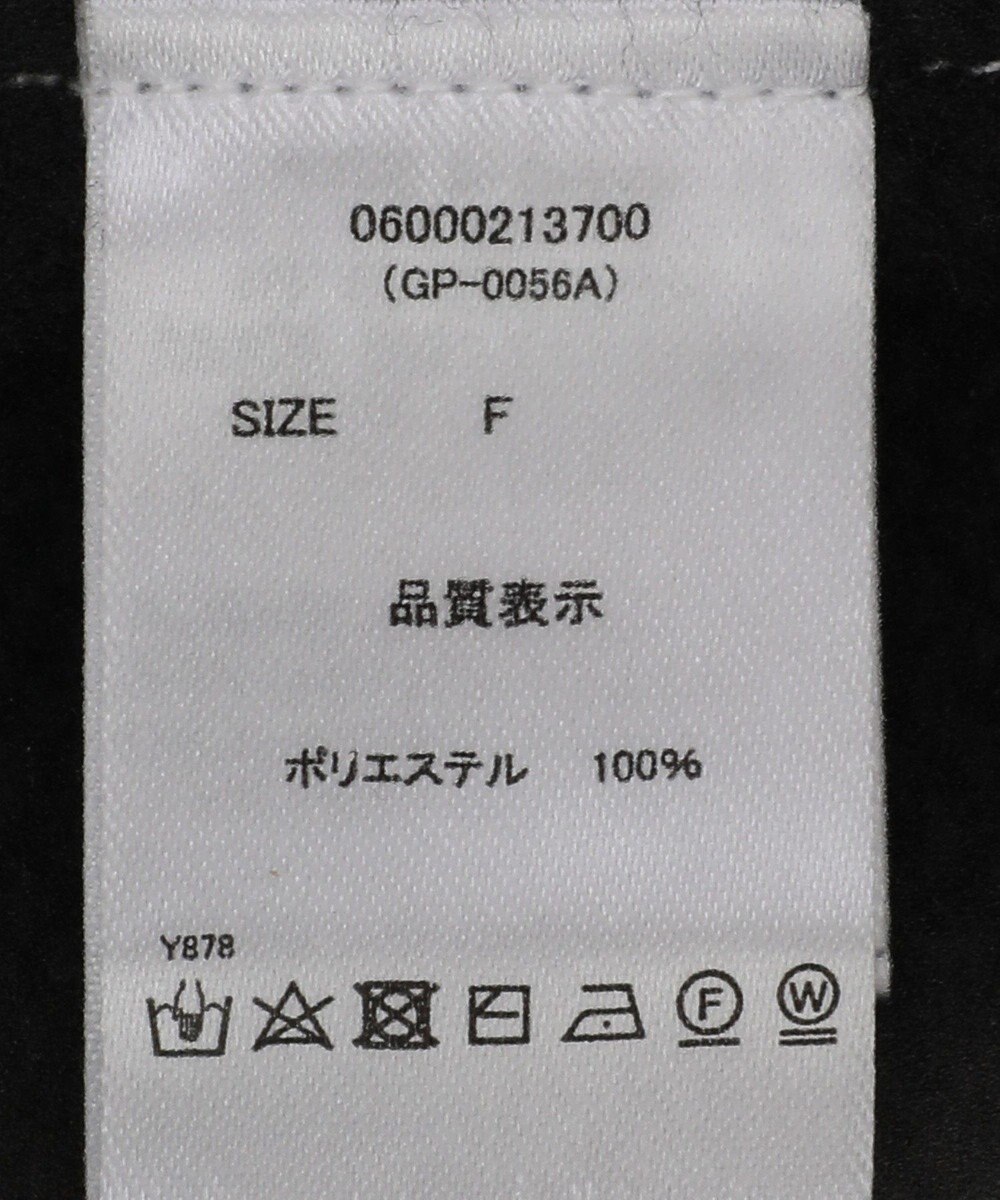 06000213700
(GP-0056A)
SIZE F
品質表示
ポリエステル 100%
Y878
F W